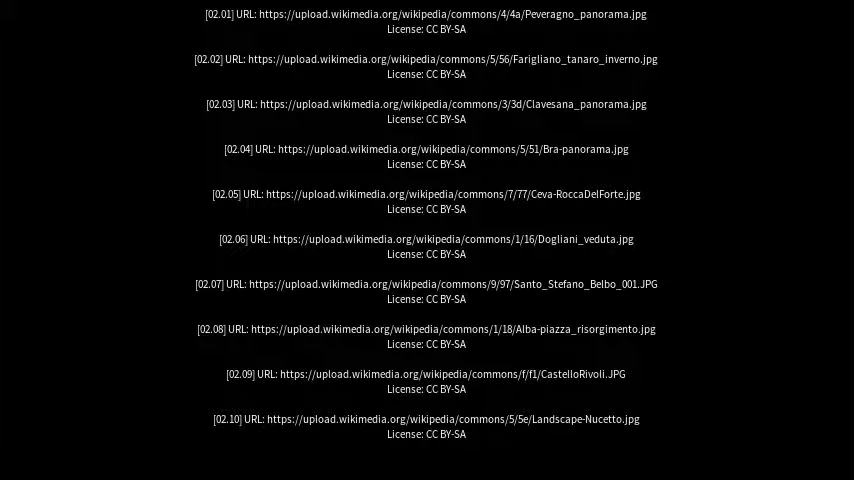 [02.01] URL: https://upload.wikimedia.org/wikipedia/commons/4/4a/Peveragno_panorama.jpg
License: CC BY-SA
[02.02] URL: https://upload.wikimedia.org/wikipedia/commons/5/56/Farigliano_tanaro_inverno.jpg
License: CC BY-SA
[02.03] URL: https://upload.wikimedia.org/wikipedia/commons/3/3d/Clavesana_panorama.jpg
License: CC BY-SA
[02.04] URL: https://upload.wikimedia.org/wikipedia/commons/5/51/Bra-panorama.jpg
License: CC BY-SA
[02.05] URL: https://upload.wikimedia.org/wikipedia/commons/7/77/Ceva-RoccaDelForte.jpg
License: CC BY-SA
[02.06] URL: https://upload.wikimedia.org/wikipedia/commons/1/16/Dogliani_veduta.jpg
License: CC BY-SA
[02.07] URL: https://upload.wikimedia.org/wikipedia/commons/9/97/Santo_Stefano_Belbo_001.JPG
License: CC BY-SA
[02.08] URL: https://upload.wikimedia.org/wikipedia/commons/1/18/Alba-piazza_risorgimento.jpg
License: CC BY-SA
[02.09] URL: https://upload.wikimedia.org/wikipedia/commons/f/f1/CastelloRivoli.JPG
License: CC BY-SA
[02.10] URL: https://upload.wikimedia.org/wikipedia/commons/5/5e/Landscape-Nucetto.jpg
License: CC BY-SA